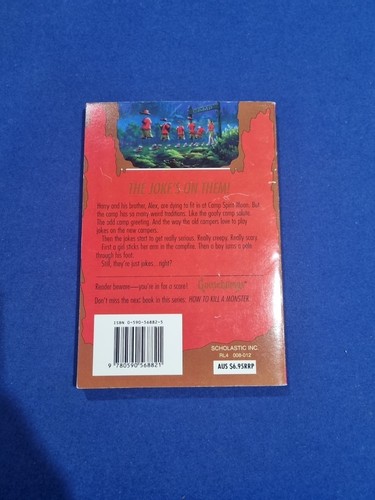 THE JOKE'S ON THEM!
Harry and his brother, Alex, are dying to fit in at Camp Spirit Moon. But
the camp has so many weird traditions. Like the goofy camp salute.
The odd camp greeting. And the way the old campers love to play
jokes on the new campers.
Then the jokes start to get really serious. Really creepy. Really scary.
First a girl sticks her arm in the campfire. Then a boy jams a pole
through his foot.
Still, they're just jokes... right?
Reader beware—you're in for a scare! Goosebumps
Don't miss the next book in this series: HOW TO KILL A MONSTER.
ISBN 0-590-56882-5
9 780590 568821
SCHOLASTIC INC.
RL4 008-012
AUS $6.95RRP